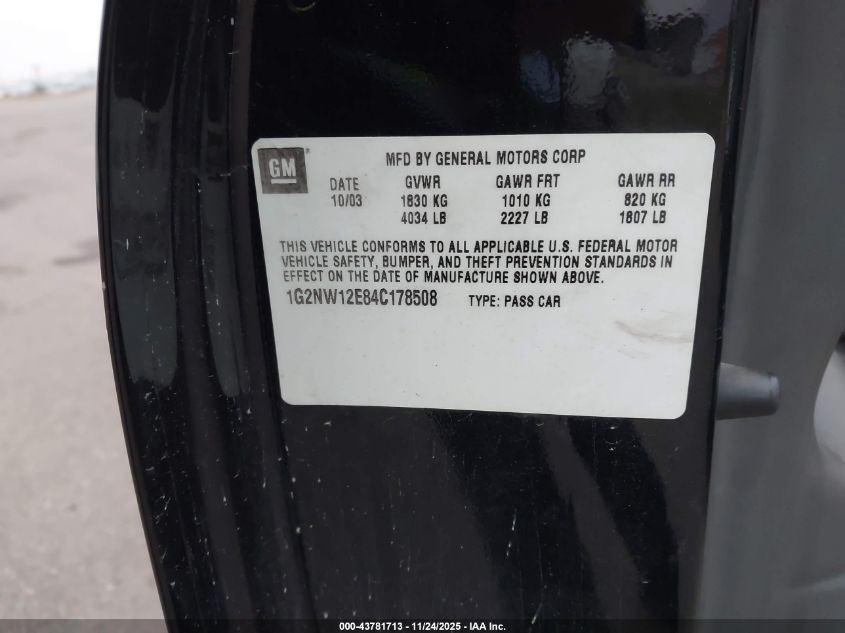 GM
MFD BY GENERAL MOTORS CORP
DATE GVWR GAWR FRT GAWR RR
10/03 1830 KG 1010 KG 820 KG
4034 LB 2227 LB 1807 LB
THIS VEHICLE CONFORMS TO ALL APPLICABLE U.S. FEDERAL MOTOR
VEHICLE SAFETY, BUMPER, AND THEFT PREVENTION STANDARDS IN
EFFECT ON THE DATE OF MANUFACTURE SHOWN ABOVE.
1G2NW12E84C178508 TYPE: PASS CAR
000-43781713 - 11/24/2025 - IAA Inc.